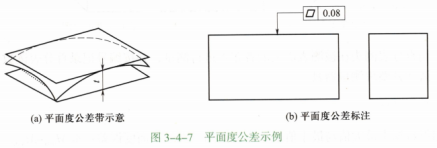 0.08
t
(a) 平面度公差带示意
(b) 平面度公差标注
图 3-4-7 平面度公差示例